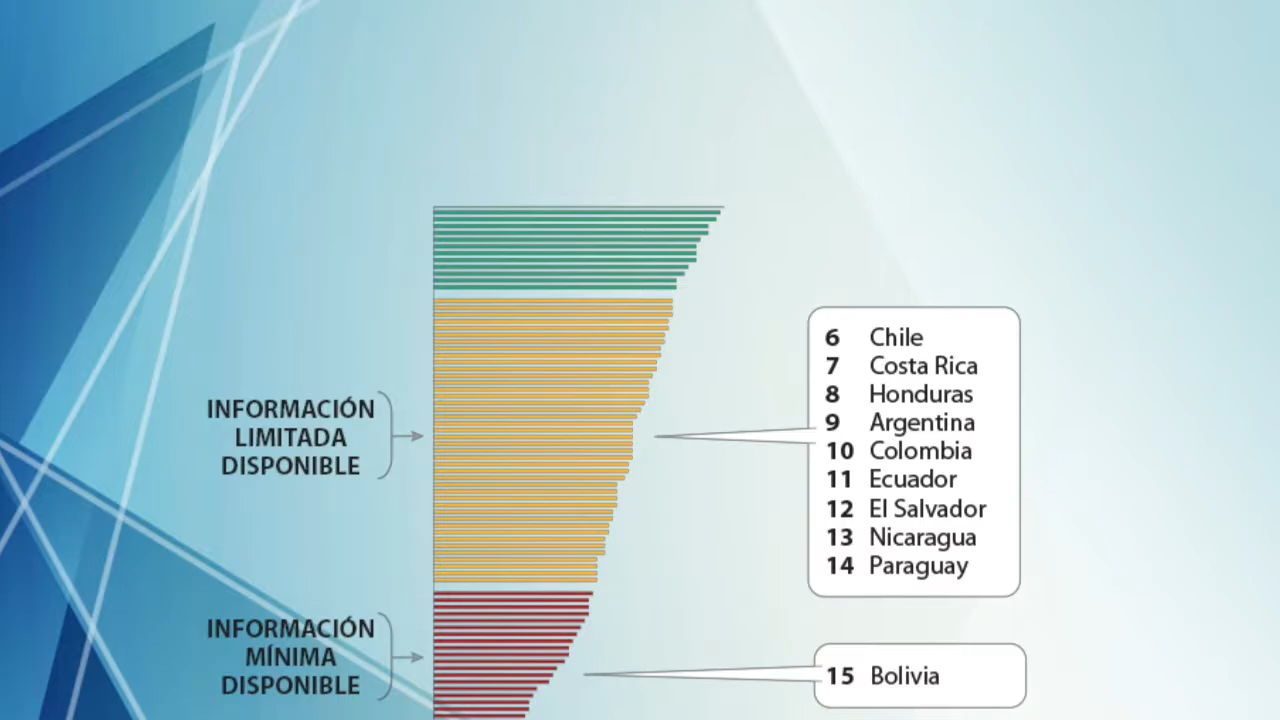 INFORMACIÓN
LIMITADA
DISPONIBLE
6 Chile
7 Costa Rica
8 Honduras
9 Argentina
10 Colombia
11 Ecuador
12 El Salvador
13 Nicaragua
14 Paraguay
INFORMACIÓN
MÍNIMA
DISPONIBLE
15 Bolivia